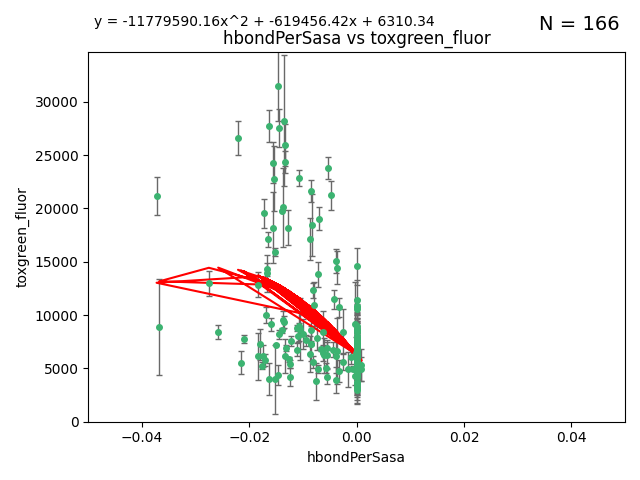 y = -11779590.16x^2 + -619456.42x + 6310.34
N = 166
hbondPerSasa vs toxgreen_fluor
30000
25000
20000
15000
10000
5000
0
toxgreen_fluor
−0.04
−0.02
0.00
0.02
0.04
hbondPerSasa